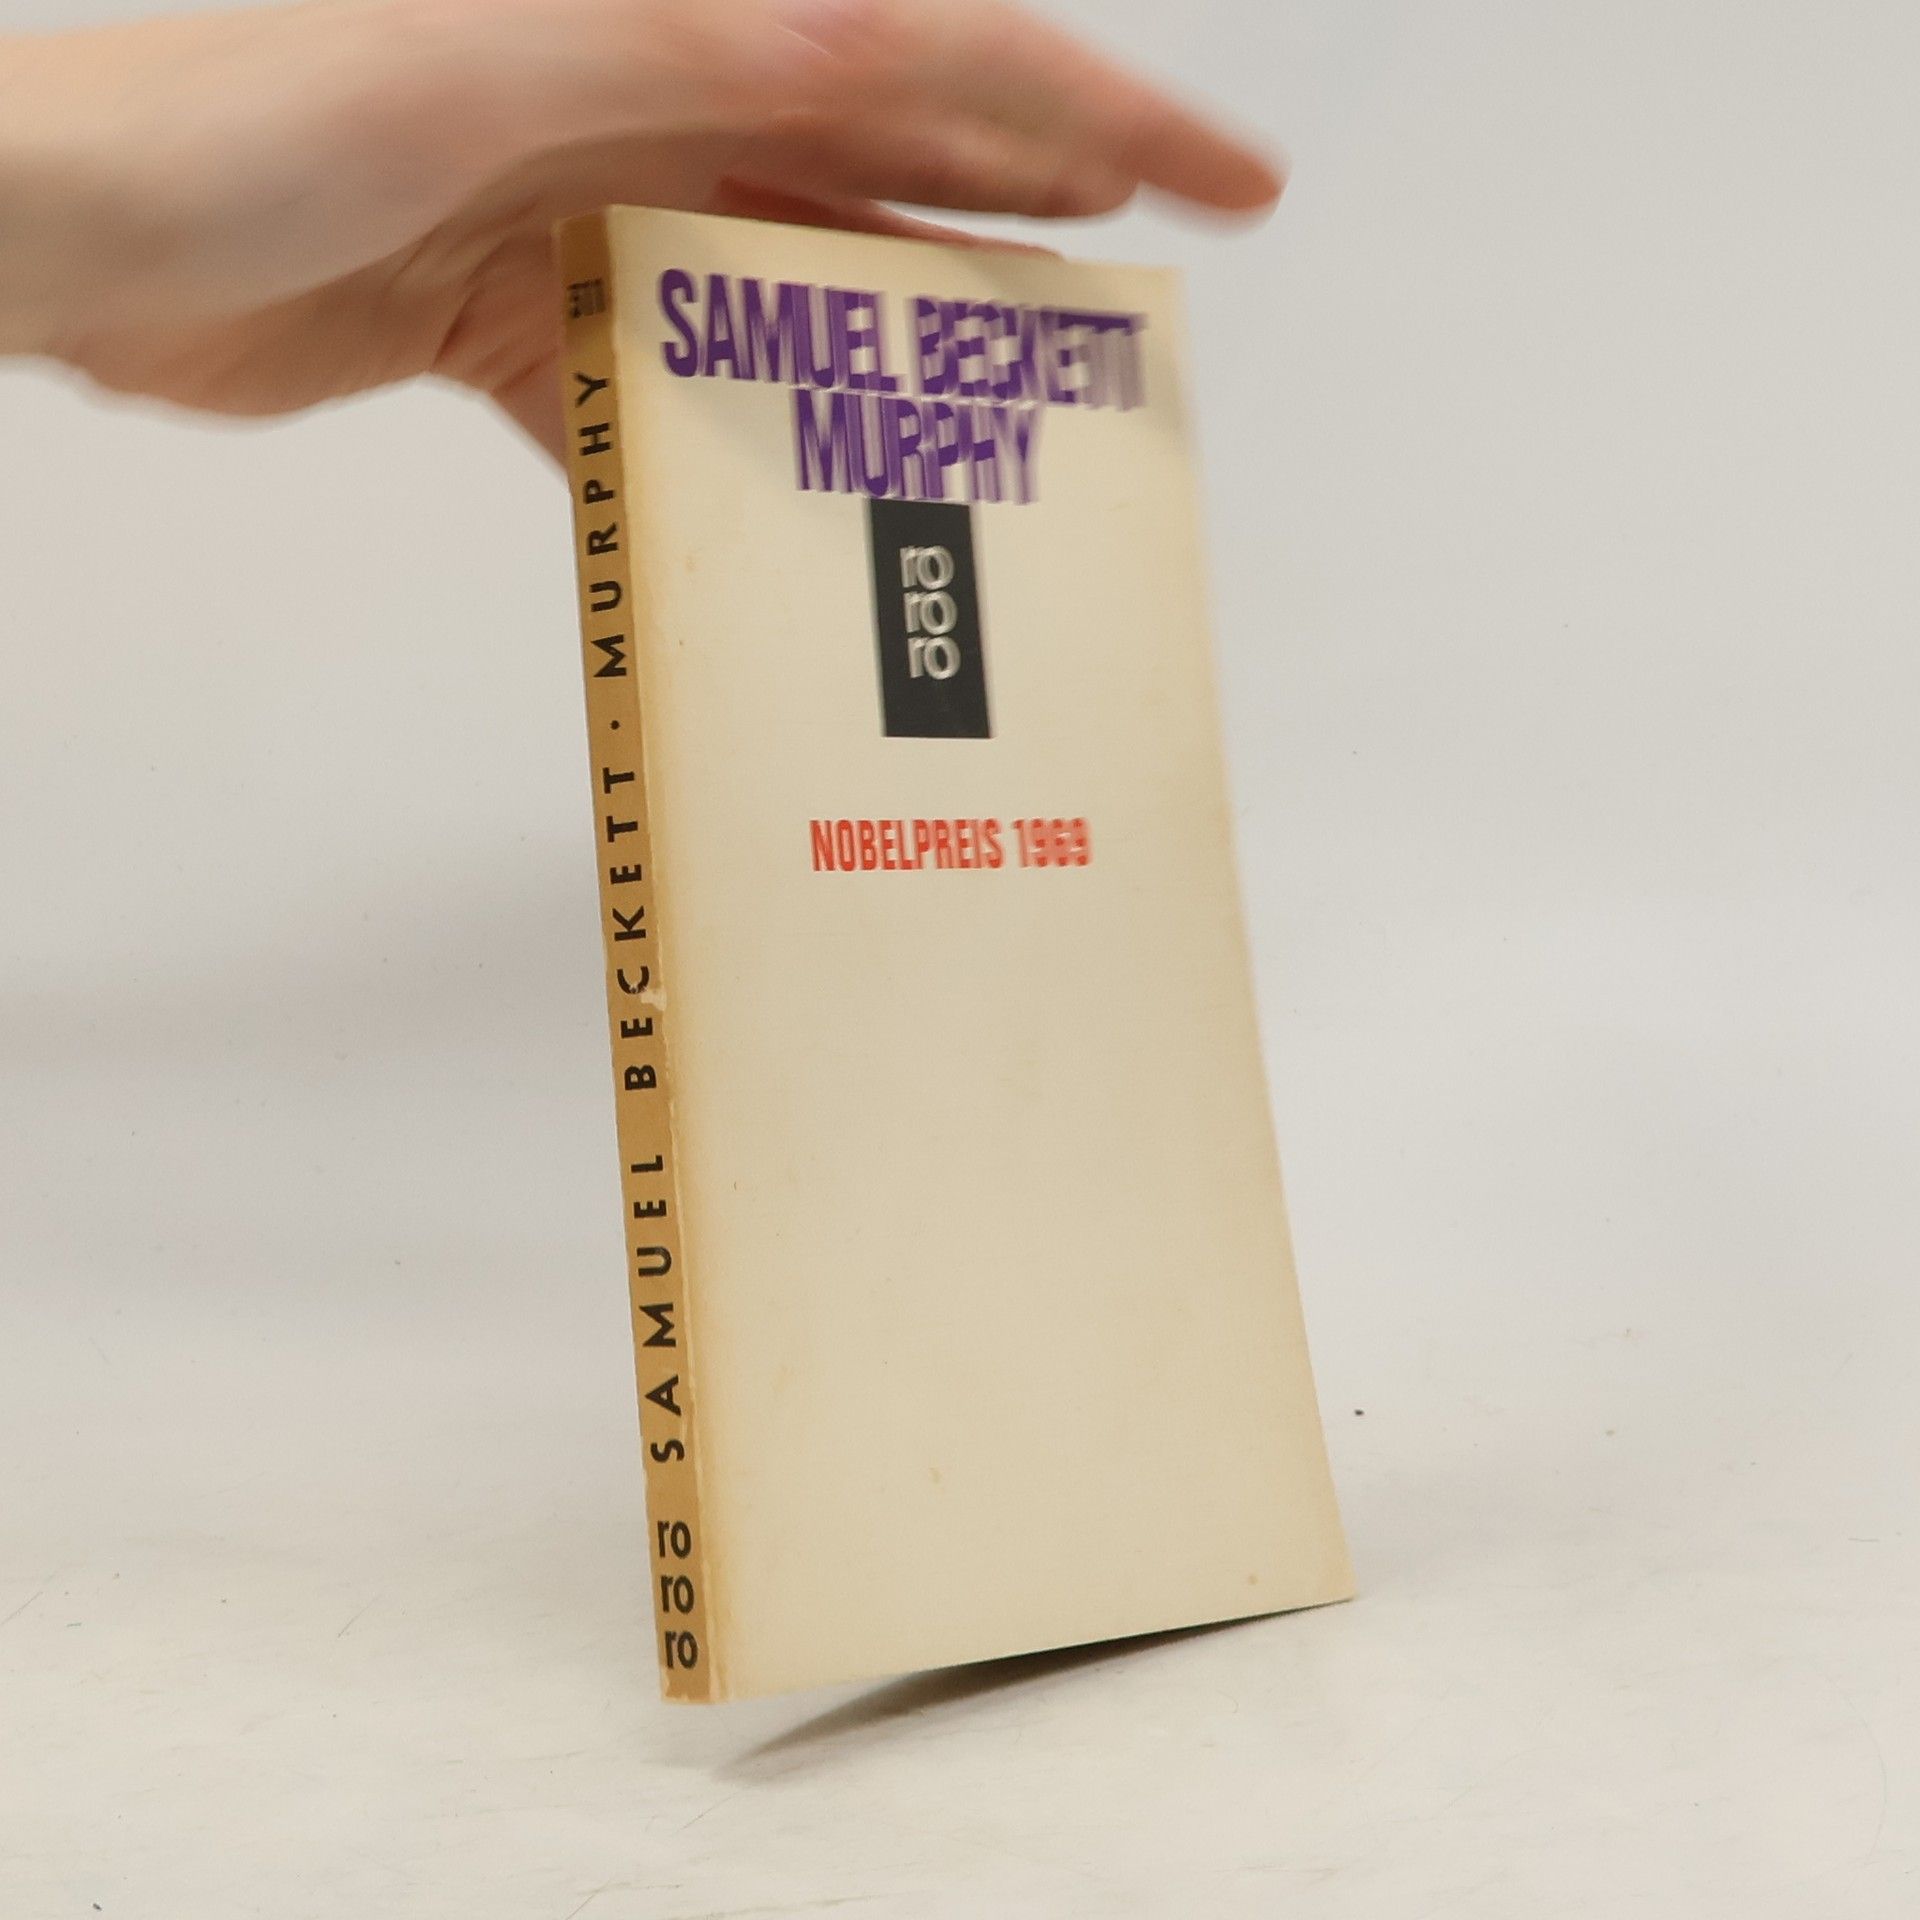 SAMUEL BECKETT
MURPHY
ro
ro
ro
NOBELPREIS 1969
SAMUEL BECKETT · MURPHY
ro
ro
ro